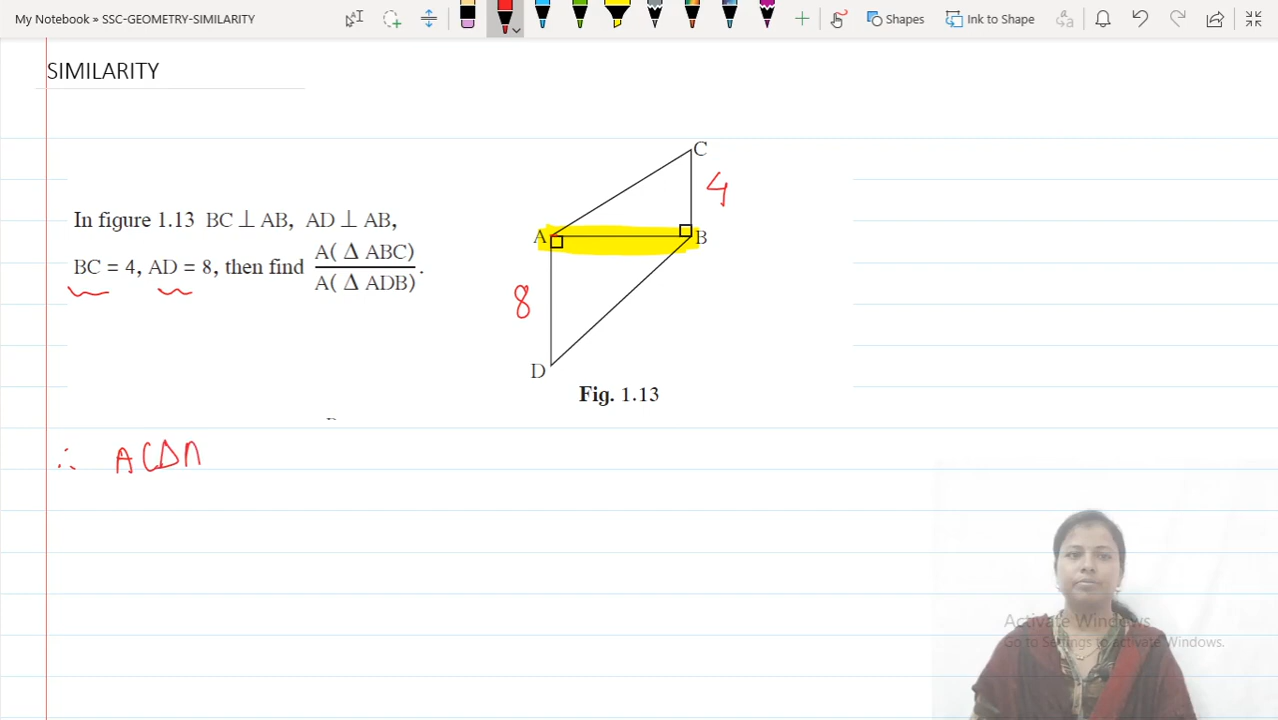 My Notebook » SSC-GEOMETRY-SIMILARITY
Shapes
Ink to Shape
SIMILARITY
In figure 1.13 BC ⊥ AB, AD ⊥ AB,
BC = 4, AD = 8, then find A( Δ ABC)
A( Δ ADB) .
C
4
A
B
8
D
Fig. 1.13
∴ A(Δ
Activate Windows
Go to Settings to activate Windows.